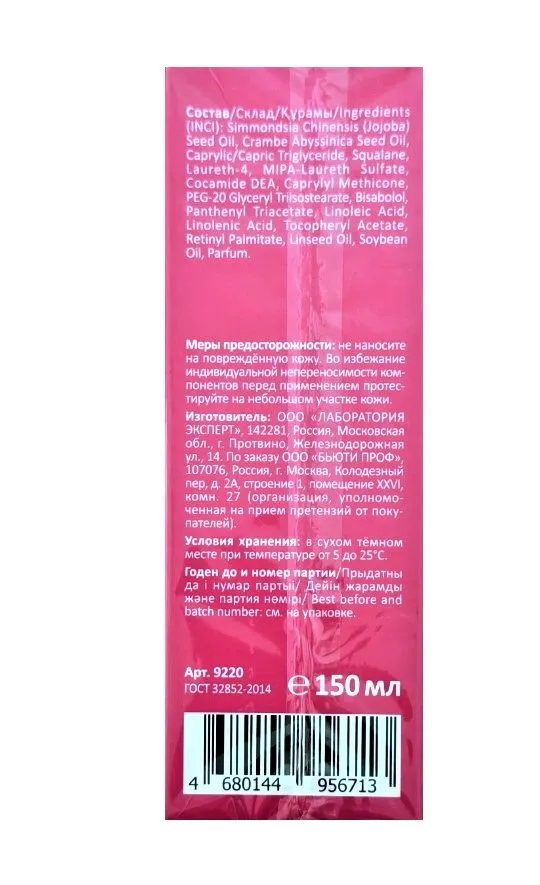 Состав/Склад/Құрамы/Ingredients
(INCI): Simmondsia Chinensis (Jojoba)
Seed Oil, Crambe Abyssinica Seed Oil,
Caprylic/Capric Triglyceride, Squalane,
Laureth-4, MIPA-Laureth Sulfate,
Cocamide DEA, Caprylyl Methicone,
PEG-20 Glyceryl Triisostearate, Bisabolol,
Panthenyl Triacetate, Linoleic Acid,
Linolenic Acid, Tocopheryl Acetate,
Retinyl Palmitate, Linseed Oil, Soybean
Oil, Parfum.
Меры предосторожности: не наносите
на повреждённую кожу. Во избежание
индивидуальной непереносимости ком-
понентов перед применением протес-
тируйте на небольшом участке кожи.
Изготовитель: ООО «ЛАБОРАТОРИЯ
ЭКСПЕРТ», 142281, Россия, Московская
обл., г. Протвино, Железнодорожная
ул., 14. По заказу ООО «БЬЮТИ ПРОФ»,
107076, Россия, г. Москва, Колодезный
пер, д. 2А, строение 1, помещение XXVI,
комн. 27 (организация, уполномо-
ченная на прием претензий от поку-
пателей).
Условия хранения: в сухом тёмном
месте при температуре от 5 до 25°С.
Годен до и номер партии/Прыдатны
да і нумар партыі/ Дейін жарамды
және партия нөмірі/ Best before and
batch number: см. на упаковке.
Арт. 9220
ГОСТ 32852-2014
℮ 150 мл
4 680144 956713